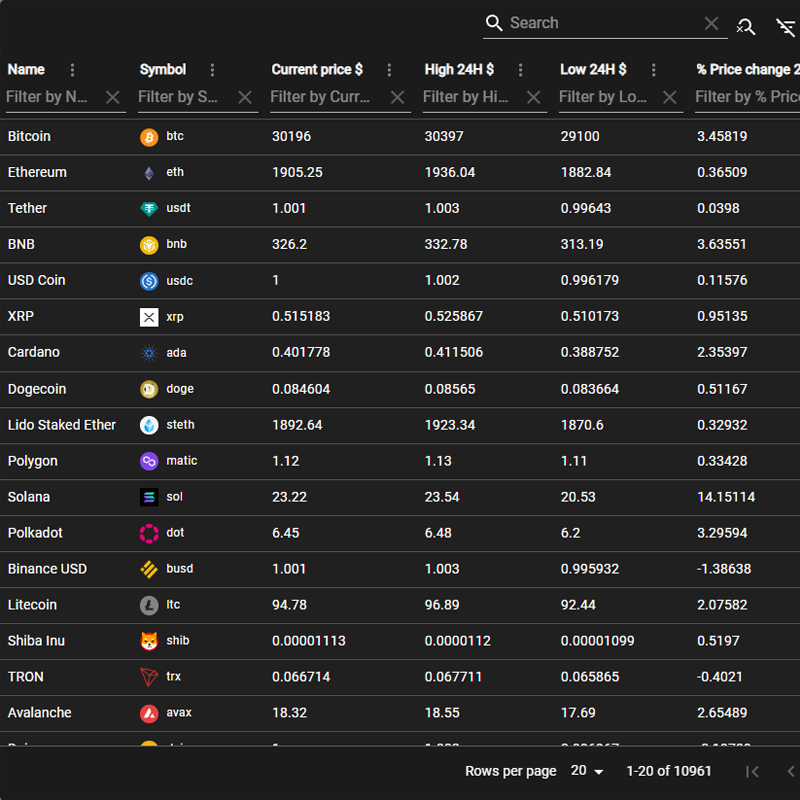 Search
Name Symbol Current price $ High 24H $ Low 24H $ % Price change 2
Filter by N... Filter by S... Filter by Curr... Filter by Hi... Filter by Lo... Filter by % Price
Bitcoin btc 30196 30397 29100 3.45819
Ethereum eth 1905.25 1936.04 1882.84 0.36509
Tether usdt 1.001 1.003 0.99643 0.0398
BNB bnb 326.2 332.78 313.19 3.63551
USD Coin usdc 1 1.002 0.996179 0.11576
XRP xrp 0.515183 0.525867 0.510173 0.95135
Cardano ada 0.401778 0.411506 0.388752 2.35397
Dogecoin doge 0.084604 0.08565 0.083664 0.51167
Lido Staked Ether steth 1892.64 1923.34 1870.6 0.32932
Polygon matic 1.12 1.13 1.11 0.33428
Solana sol 23.22 23.54 20.53 14.15114
Polkadot dot 6.45 6.48 6.2 3.29594
Binance USD busd 1.001 1.003 0.995932 -1.38638
Litecoin ltc 94.78 96.89 92.44 2.07582
Shiba Inu shib 0.00001113 0.0000112 0.00001099 0.5197
TRON trx 0.066714 0.067711 0.065865 -0.4021
Avalanche avax 18.32 18.55 17.69 2.65489
Rows per page 20 1-20 of 10961